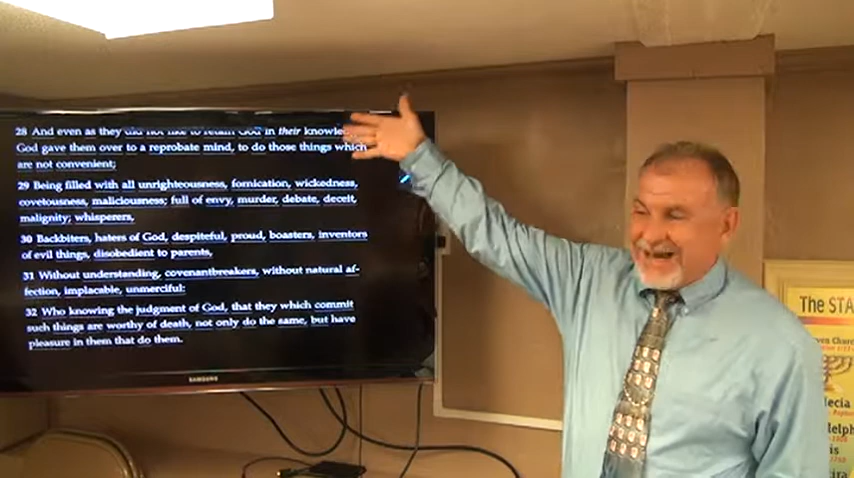 28 And even as they did not like to retain God in their
God gave them over to a reprobate mind, to do those things which
are not convenient;
29 Being filled with all unrighteousness, fornication, wickedness,
covetousness, maliciousness; full of envy, murder, debate, deceit,
malignity; whisperers,
30 Backbiters, haters of God, despiteful, proud, boasters, inventors
of evil things, disobedient to parents,
31 Without understanding, covenantbreakers, without natural af-
fection, implacable, unmerciful:
32 Who knowing the judgment of God, that they which commit
such things are worthy of death, not only do the same, but have
pleasure in them that do them.
SAMSUNG
The STA